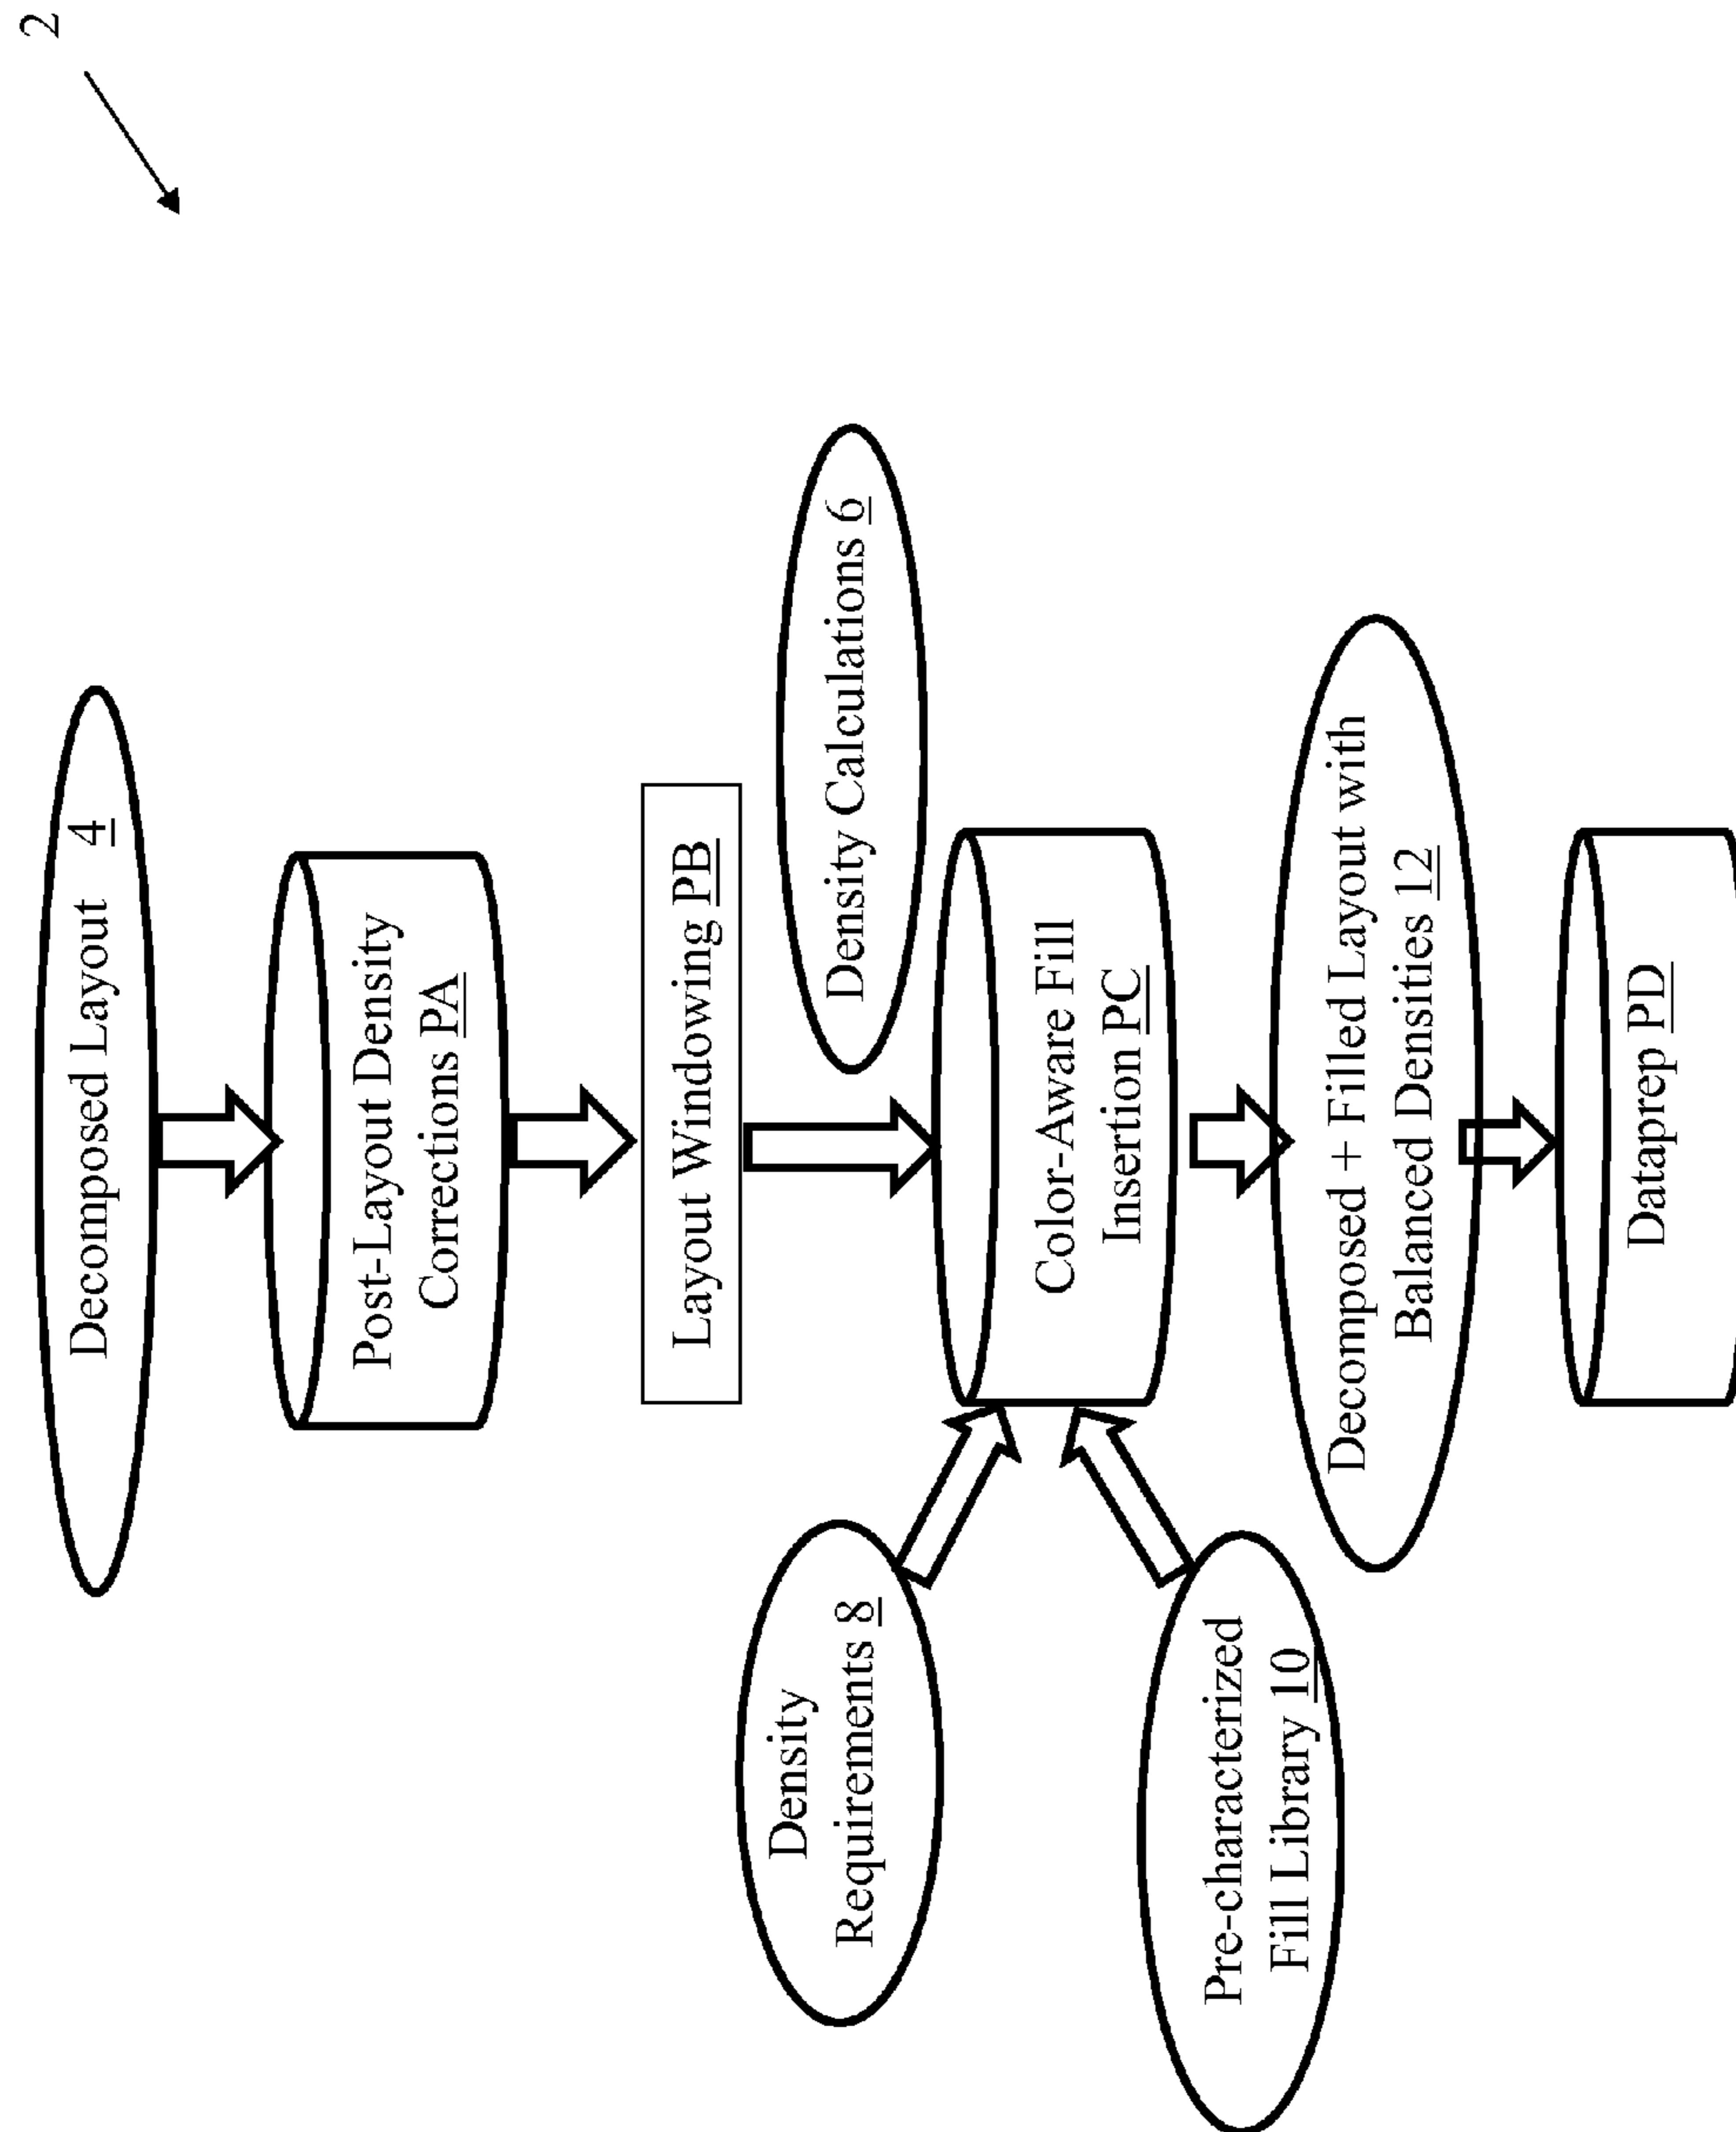 2
Decomposed Layout 4
Post-Layout Density
Corrections PA
Layout Windowing PB
Density Calculations 6
Density
Requirements 8
Color-Aware Fill
Insertion PC
Pre-characterized
Fill Library 10
Decomposed + Filled Layout with
Balanced Densities 12
Dataprep PD